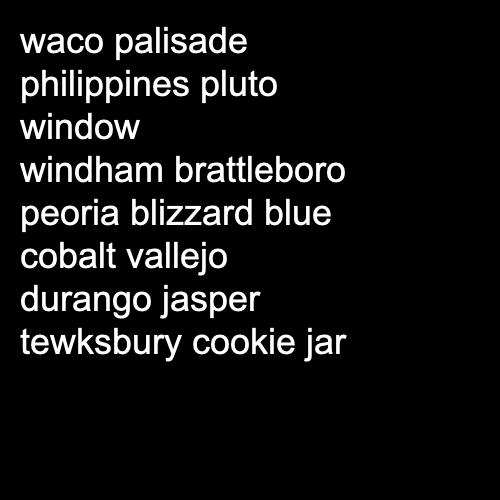 waco palisade
philippines pluto
window
windham brattleboro
peoria blizzard blue
cobalt vallejo
durango jasper
tewksbury cookie jar